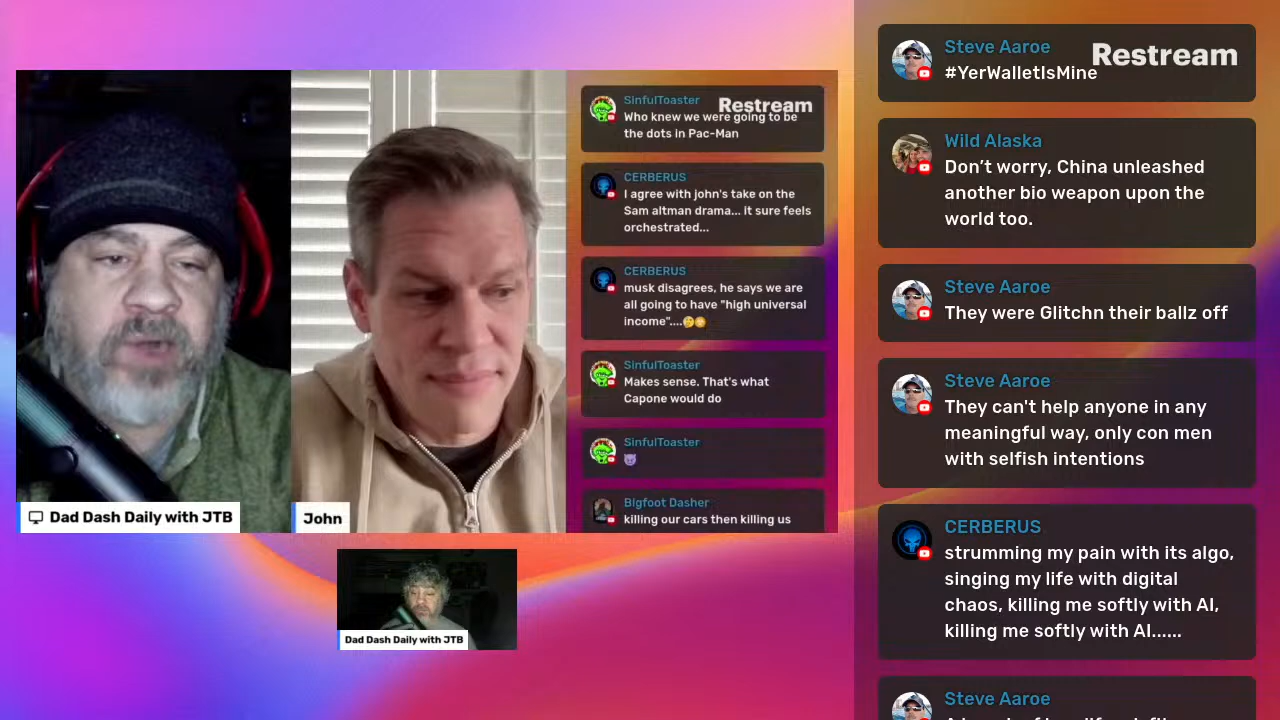 SinfulToaster
Restream
Who knew we were going to be
the dots in Pac-Man
CERBERUS
I agree with john's take on the
Sam altman drama... it sure feels
orchestrated...
CERBERUS
musk disagrees, he says we are
all going to have "high universal
income"....🤔🤑
SinfulToaster
Makes sense. That's what
Capone would do
SinfulToaster
😈
Bigfoot Dasher
killing our cars then killing us
Dad Dash Daily with JTB
John
Dad Dash Daily with JTB
Steve Aaroe
Restream
#YerWalletIsMine
Wild Alaska
Don’t worry, China unleashed
another bio weapon upon the
world too.
Steve Aaroe
They were Glitchn their ballz off
Steve Aaroe
They can't help anyone in any
meaningful way, only con men
with selfish intentions
CERBERUS
strumming my pain with its algo,
singing my life with digital
chaos, killing me softly with AI,
killing me softly with AI......
Steve Aaroe